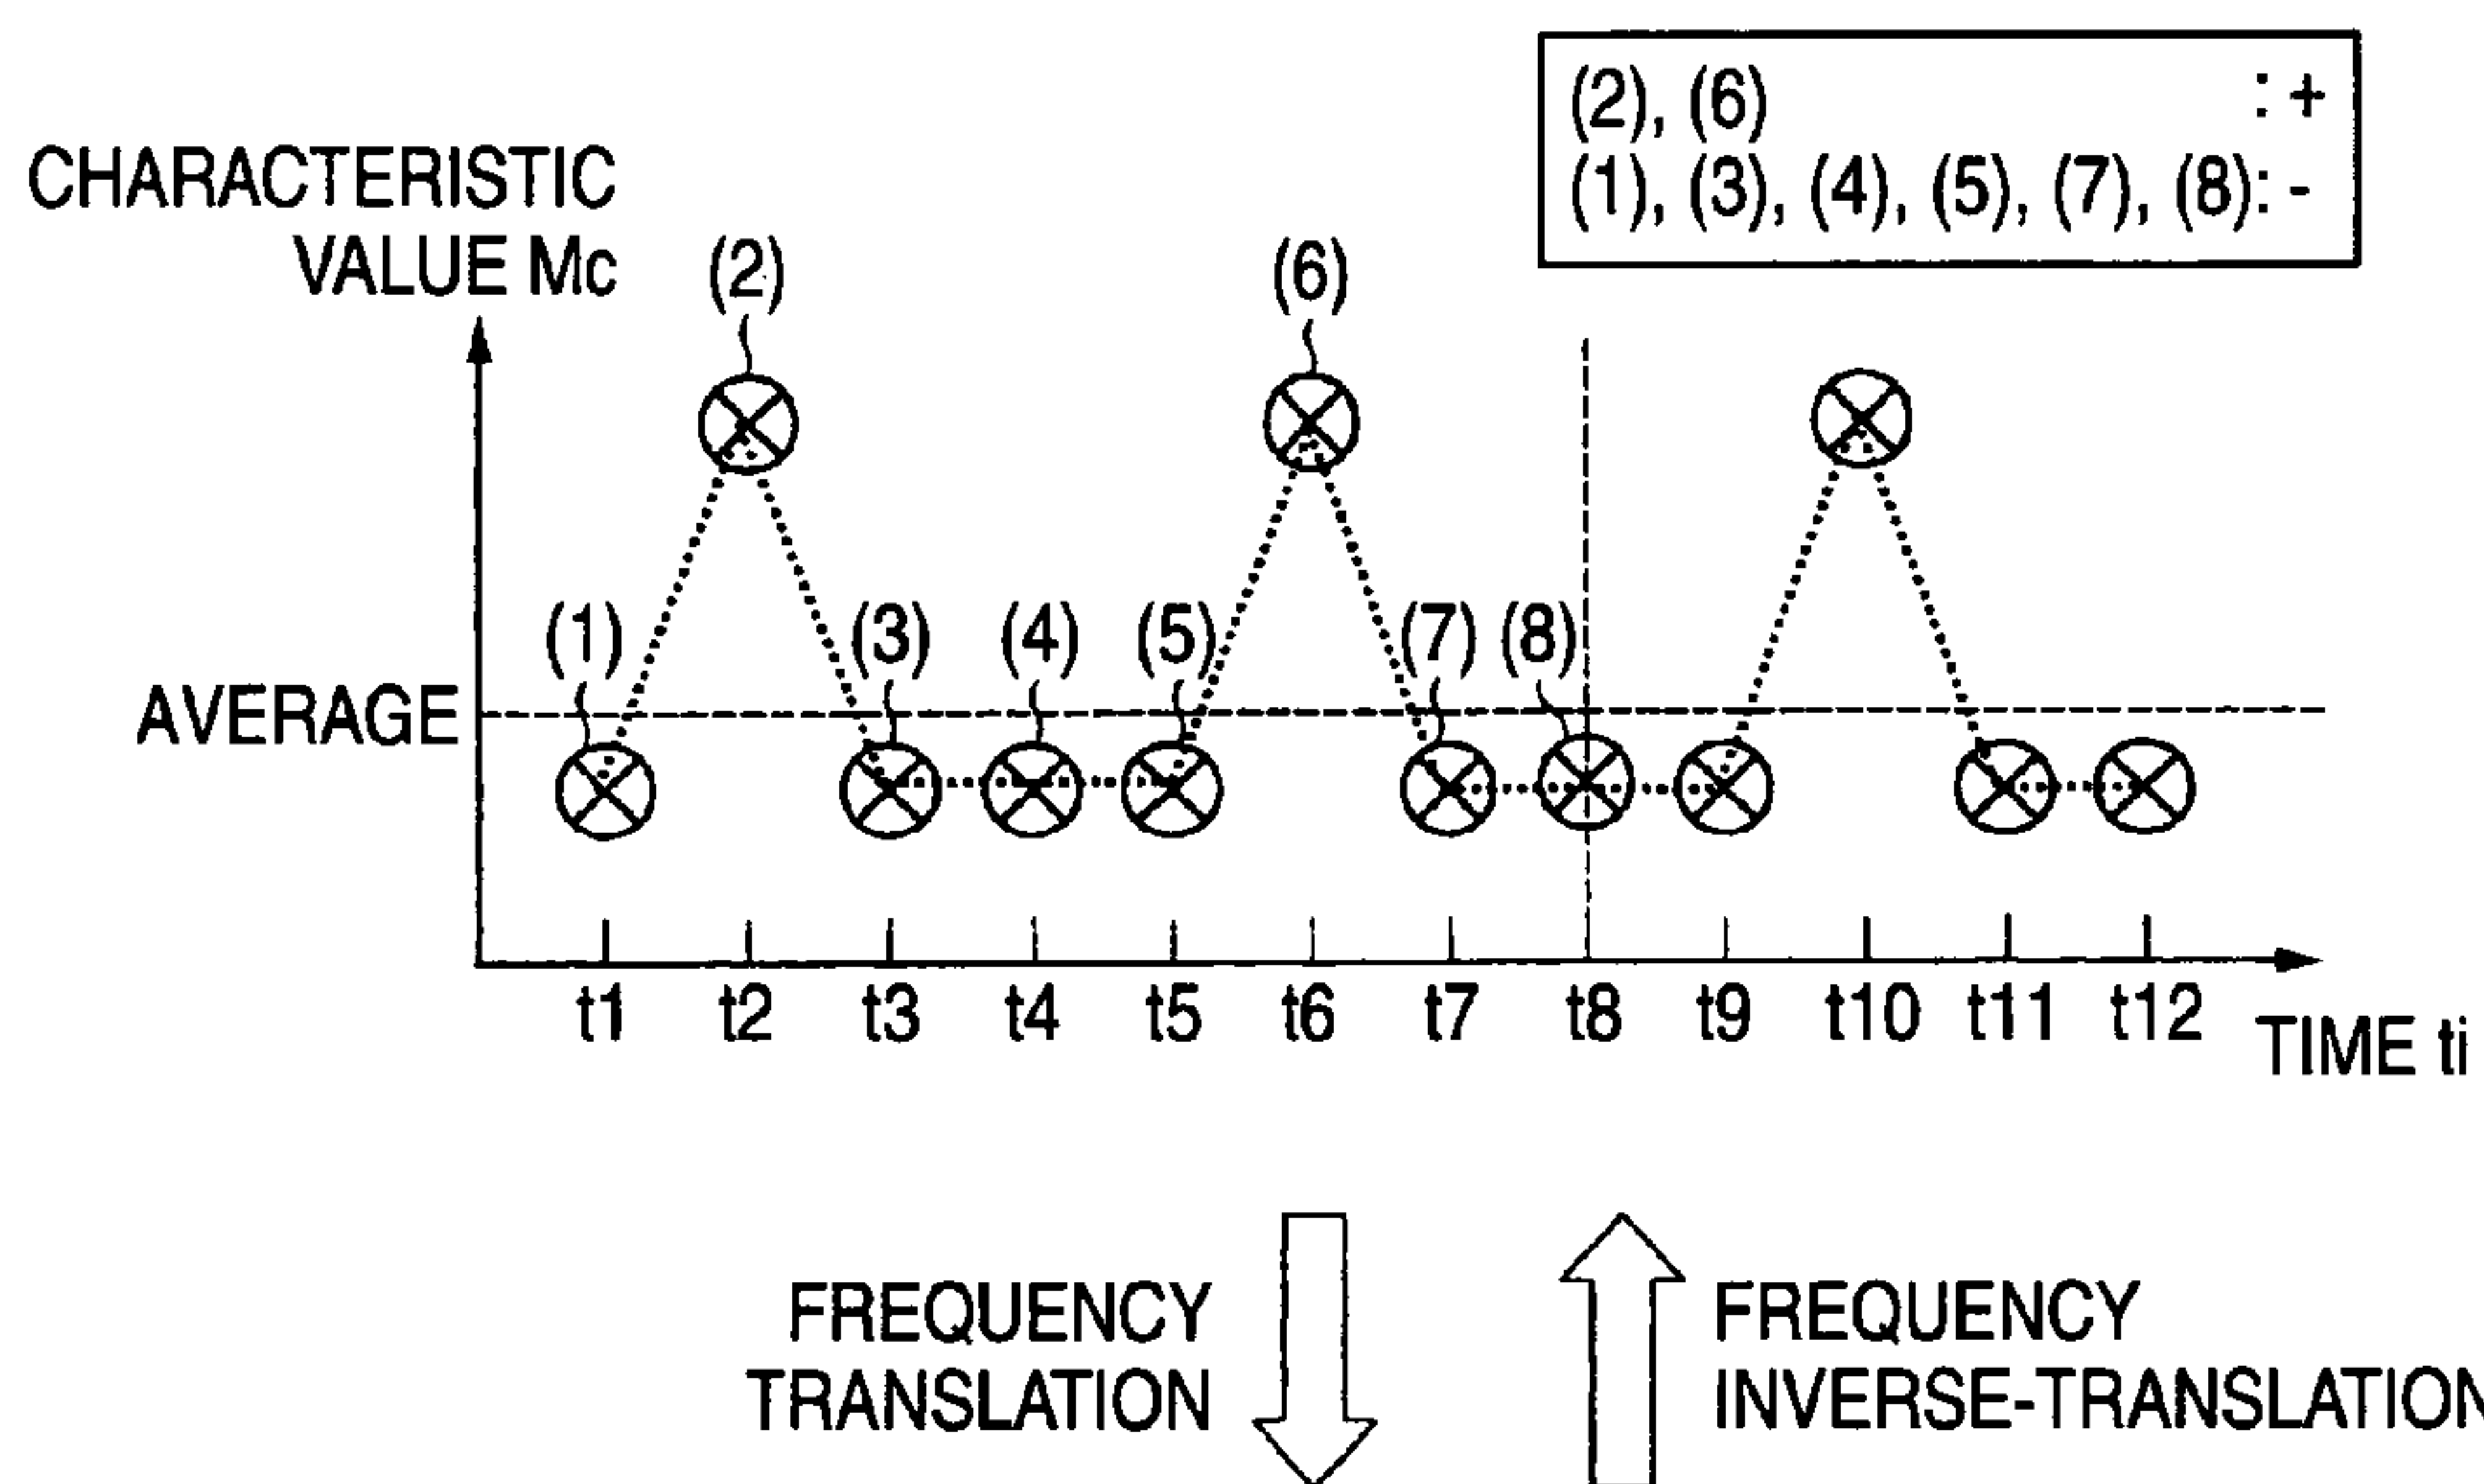 (2), (6) : +
(1), (3), (4), (5), (7), (8): -
CHARACTERISTIC
VALUE Mc
(2)
(6)
(1)
(3)
(4)
(5)
(7)
(8)
AVERAGE
t1 t2 t3 t4 t5 t6 t7 t8 t9 t10 t11 t12
TIME ti
FREQUENCY
TRANSLATION
FREQUENCY
INVERSE-TRANSLATION